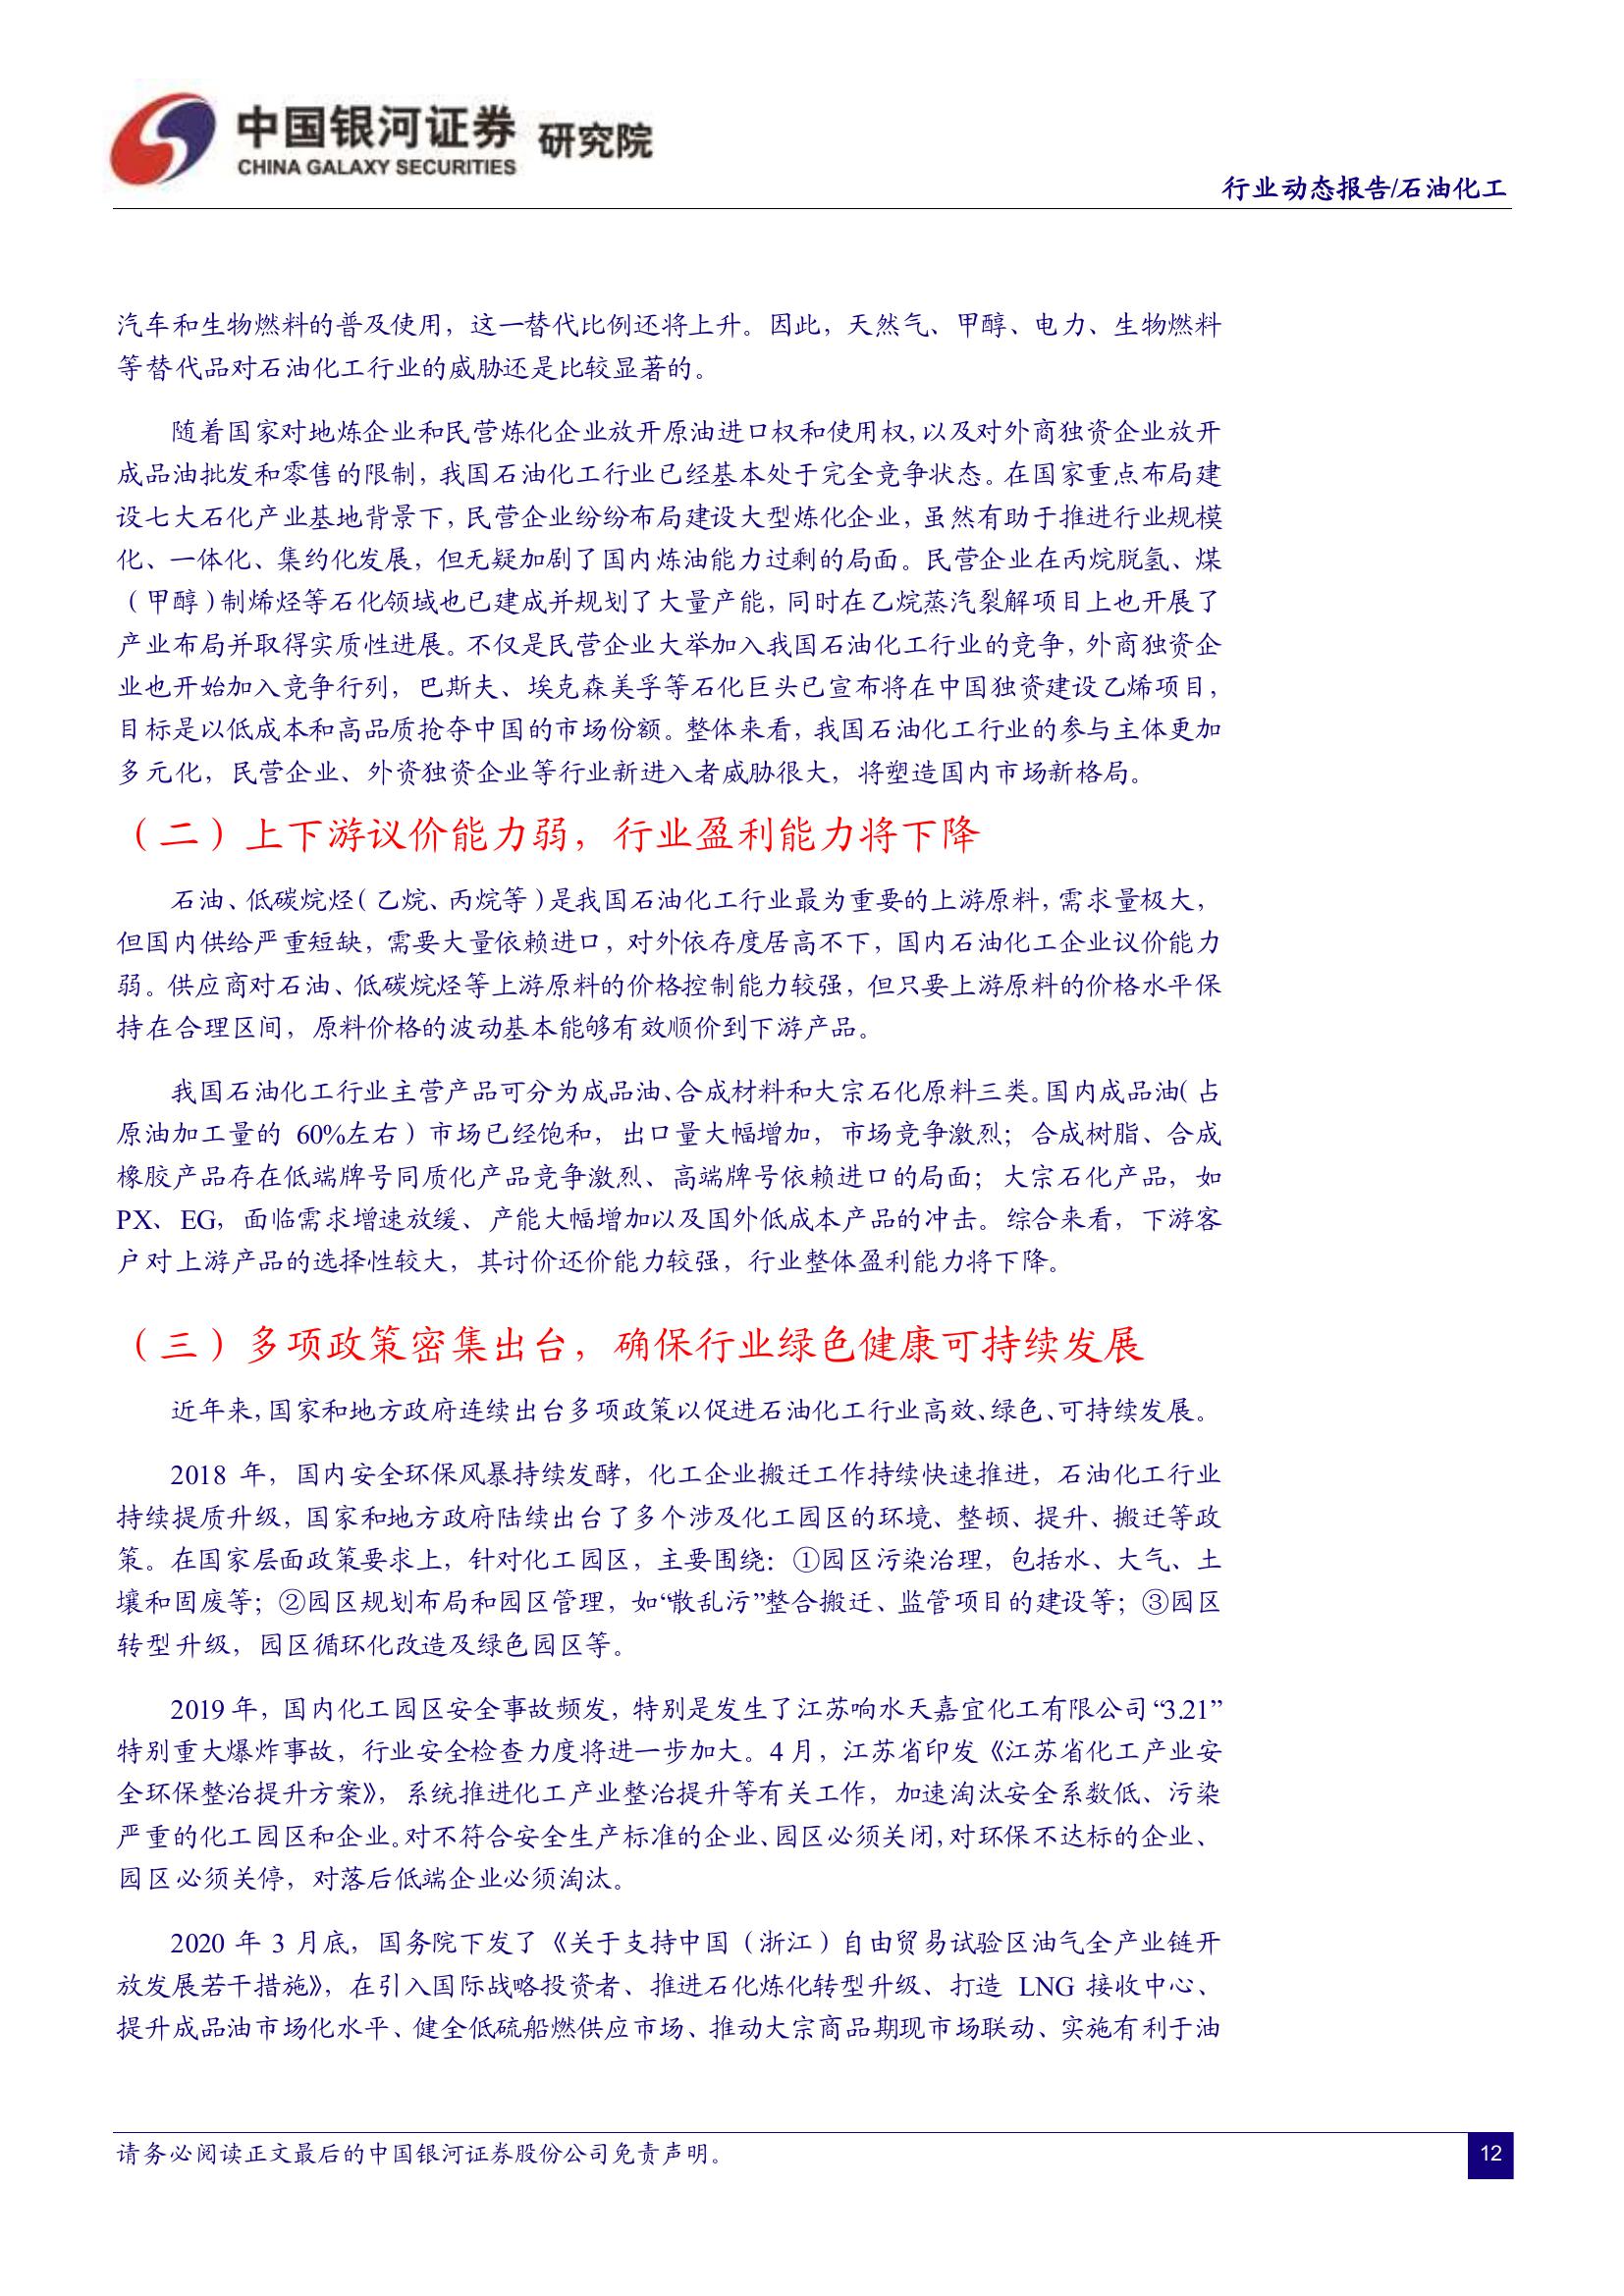 中国银河证券 研究院
CHINA GALAXY SECURITIES
行业动态报告/石油化工
汽车和生物燃料的普及使用，这一替代比例还将上升。因此，天然气、甲醇、电力、生物燃料
等替代品对石油化工行业的威胁还是比较显著的。
随着国家对地炼企业和民营炼化企业放开原油进口权和使用权，以及对外商独资企业放开
成品油批发和零售的限制，我国石油化工行业已经基本处于完全竞争状态。在国家重点布局建
设七大石化产业基地背景下，民营企业纷纷布局建设大型炼化企业，虽然有助于推进行业规模
化、一体化、集约化发展，但无疑加剧了国内炼油能力过剩的局面。民营企业在丙烷脱氢、煤
（甲醇）制烯烃等石化领域也已建成并规划了大量产能，同时在乙烷蒸汽裂解项目上也开展了
产业布局并取得实质性进展。不仅是民营企业大举加入我国石油化工行业的竞争，外商独资企
业也开始加入竞争行列，巴斯夫、埃克森美孚等石化巨头已宣布将在中国独资建设乙烯项目，
目标是以低成本和高品质抢夺中国的市场份额。整体来看，我国石油化工行业的参与主体更加
多元化，民营企业、外资独资企业等行业新进入者威胁很大，将塑造国内市场新格局。
（二）上下游议价能力弱，行业盈利能力将下降
石油、低碳烷烃（乙烷、丙烷等）是我国石油化工行业最为重要的上游原料，需求量极大，
但国内供给严重短缺，需要大量依赖进口，对外依存度居高不下，国内石油化工企业议价能力
弱。供应商对石油、低碳烷烃等上游原料的价格控制能力较强，但只要上游原料的价格水平保
持在合理区间，原料价格的波动基本能够有效顺价到下游产品。
我国石油化工行业主营产品可分为成品油、合成材料和大宗石化原料三类。国内成品油（占
原油加工量的 60%左右）市场已经饱和，出口量大幅增加，市场竞争激烈；合成树脂、合成
橡胶产品存在低端牌号同质化产品竞争激烈、高端牌号依赖进口的局面；大宗石化产品，如
PX、EG，面临需求增速放缓、产能大幅增加以及国外低成本产品的冲击。综合来看，下游客
户对上游产品的选择性较大，其讨价还价能力较强，行业整体盈利能力将下降。
（三）多项政策密集出台，确保行业绿色健康可持续发展
近年来，国家和地方政府连续出台多项政策以促进石油化工行业高效、绿色、可持续发展。
2018 年，国内安全环保风暴持续发酵，化工企业搬迁工作持续快速推进，石油化工行业
持续提质升级，国家和地方政府陆续出台了多个涉及化工园区的环境、整顿、提升、搬迁等政
策。在国家层面政策要求上，针对化工园区，主要围绕：①园区污染治理，包括水、大气、土
壤和固废等；②园区规划布局和园区管理，如“散乱污”整合搬迁、监管项目的建设等；③园区
转型升级，园区循环化改造及绿色园区等。
2019 年，国内化工园区安全事故频发，特别是发生了江苏响水天嘉宜化工有限公司“3.21”
特别重大爆炸事故，行业安全检查力度将进一步加大。4 月，江苏省印发《江苏省化工产业安
全环保整治提升方案》，系统推进化工产业整治提升等有关工作，加速淘汰安全系数低、污染
严重的化工园区和企业。对不符合安全生产标准的企业、园区必须关闭，对环保不达标的企业、
园区必须关停，对落后低端企业必须淘汰。
2020 年 3 月底，国务院下发了《关于支持中国（浙江）自由贸易试验区油气全产业链开
放发展若干措施》，在引入国际战略投资者、推进石化炼化转型升级、打造 LNG 接收中心、
提升成品油市场化水平、健全低硫船燃供应市场、推动大宗商品期现市场联动、实施有利于油
请务必阅读正文最后的中国银河证券股份公司免责声明。
12